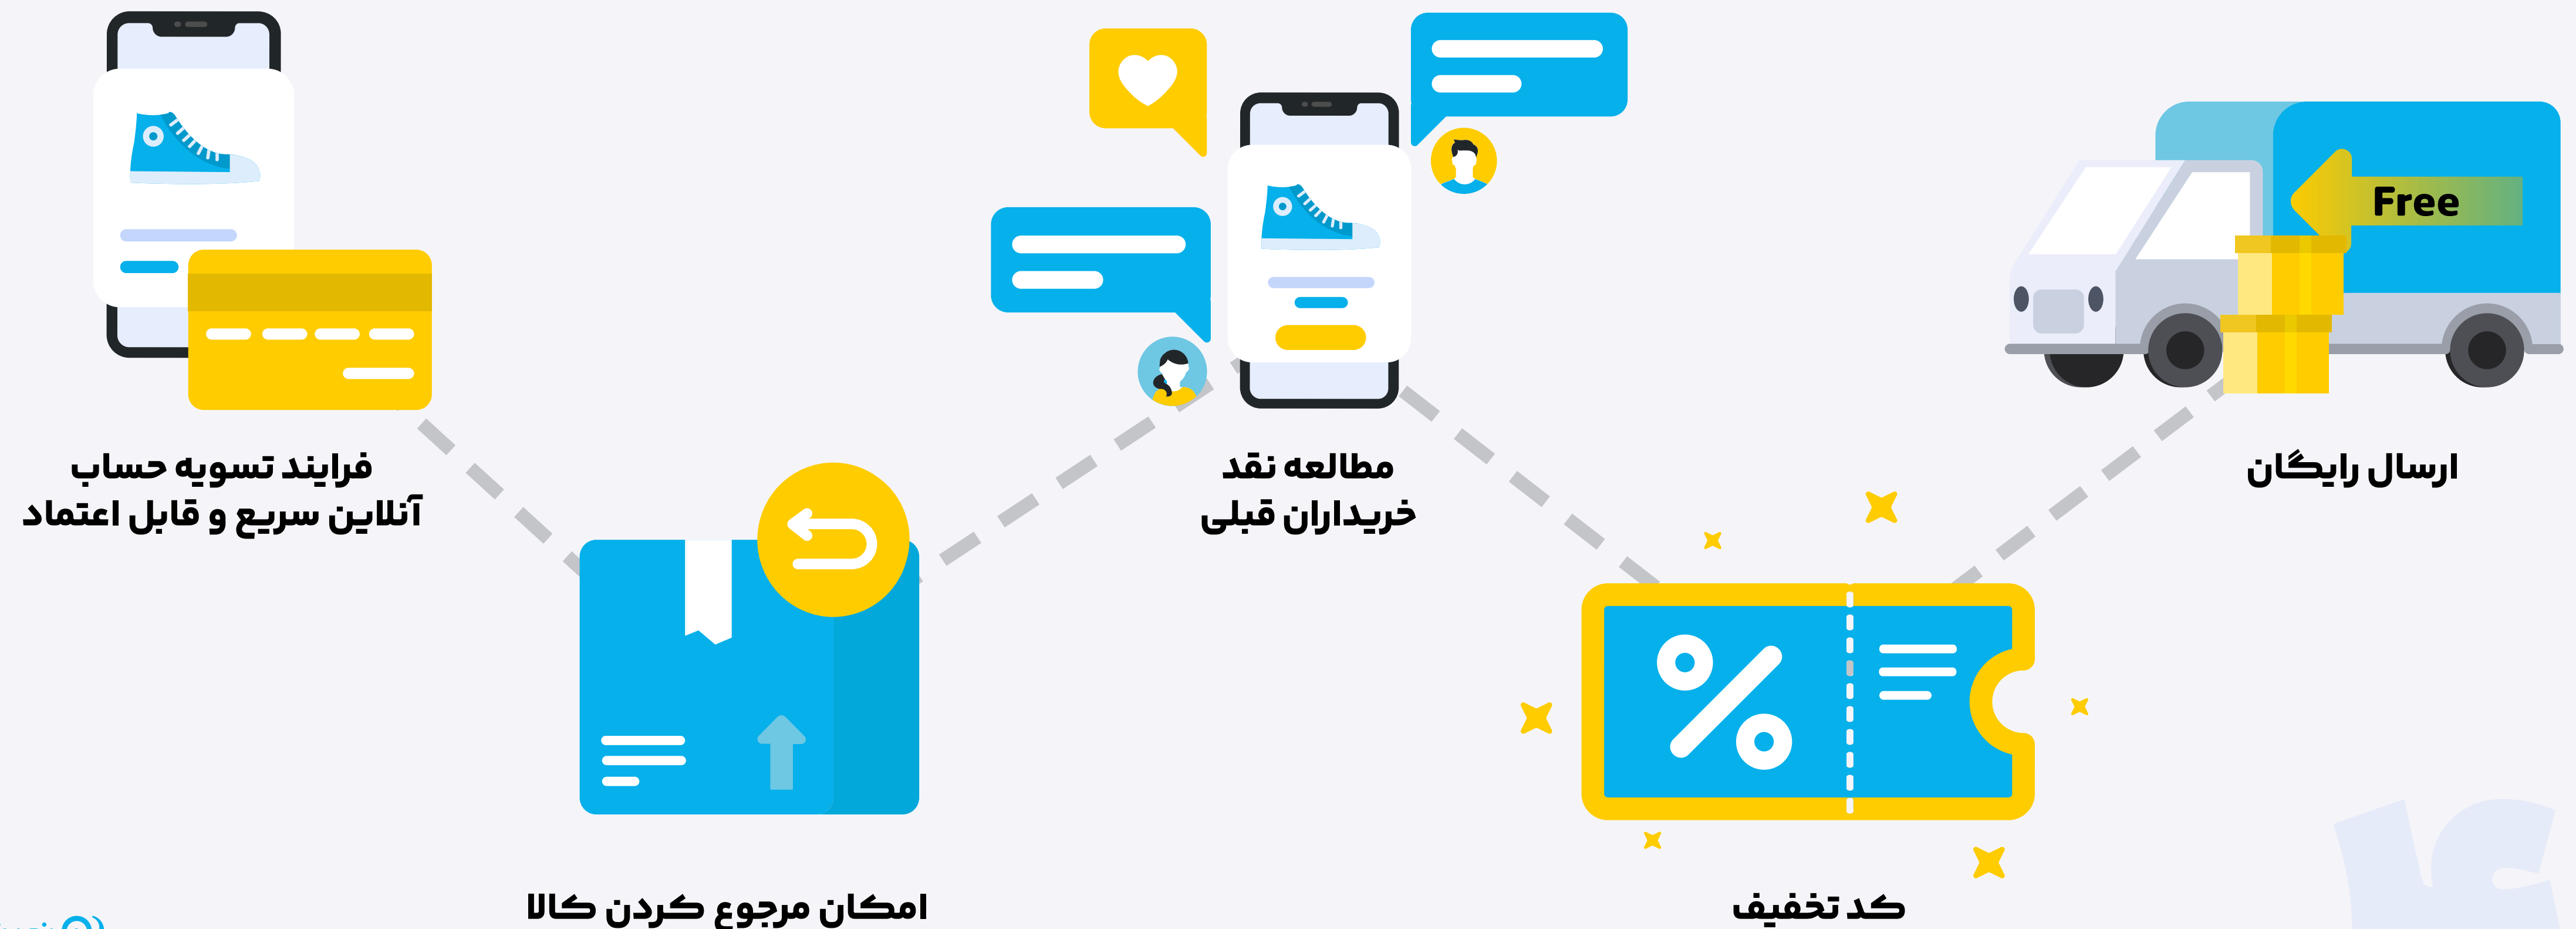 Free
ارسال رایگان
کد تخفیف
مطالعه نقد
خریداران قبلی
امکان مرجوع کردن کالا
فرایند تسویه حساب
آنلاین سریع و قابل اعتماد